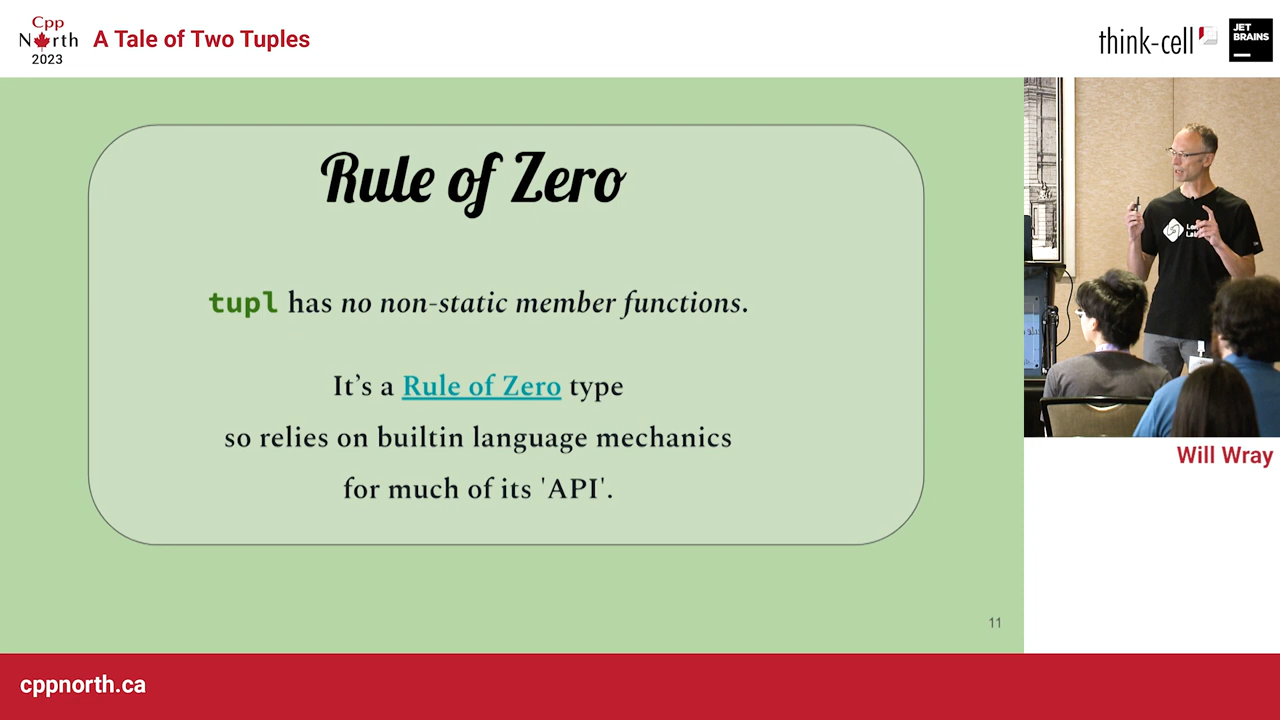 Cpp
North
2023
A Tale of Two Tuples
think-cell
JET
BRAINS
Rule of Zero
tupl has no non-static member functions.
It's a Rule of Zero type
so relies on builtin language mechanics
for much of its 'API'.
11
Will Wray
cppnorth.ca